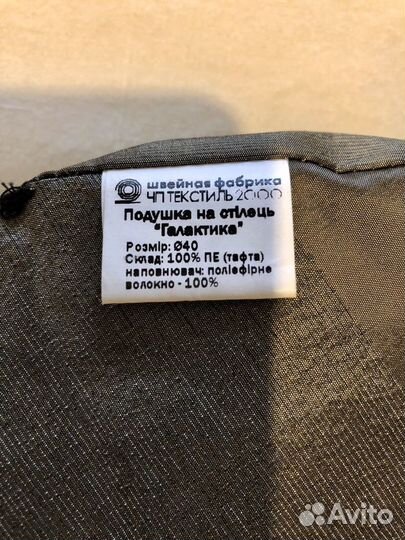 швейная фабрика
ЧП ТЕКСТИЛЬ 2000
Подушка на стілець
"Галактика"
Розмір: Ø40
Склад: 100% ПЕ (тафта)
наповнювач: поліефірне
волокно - 100%
Avito